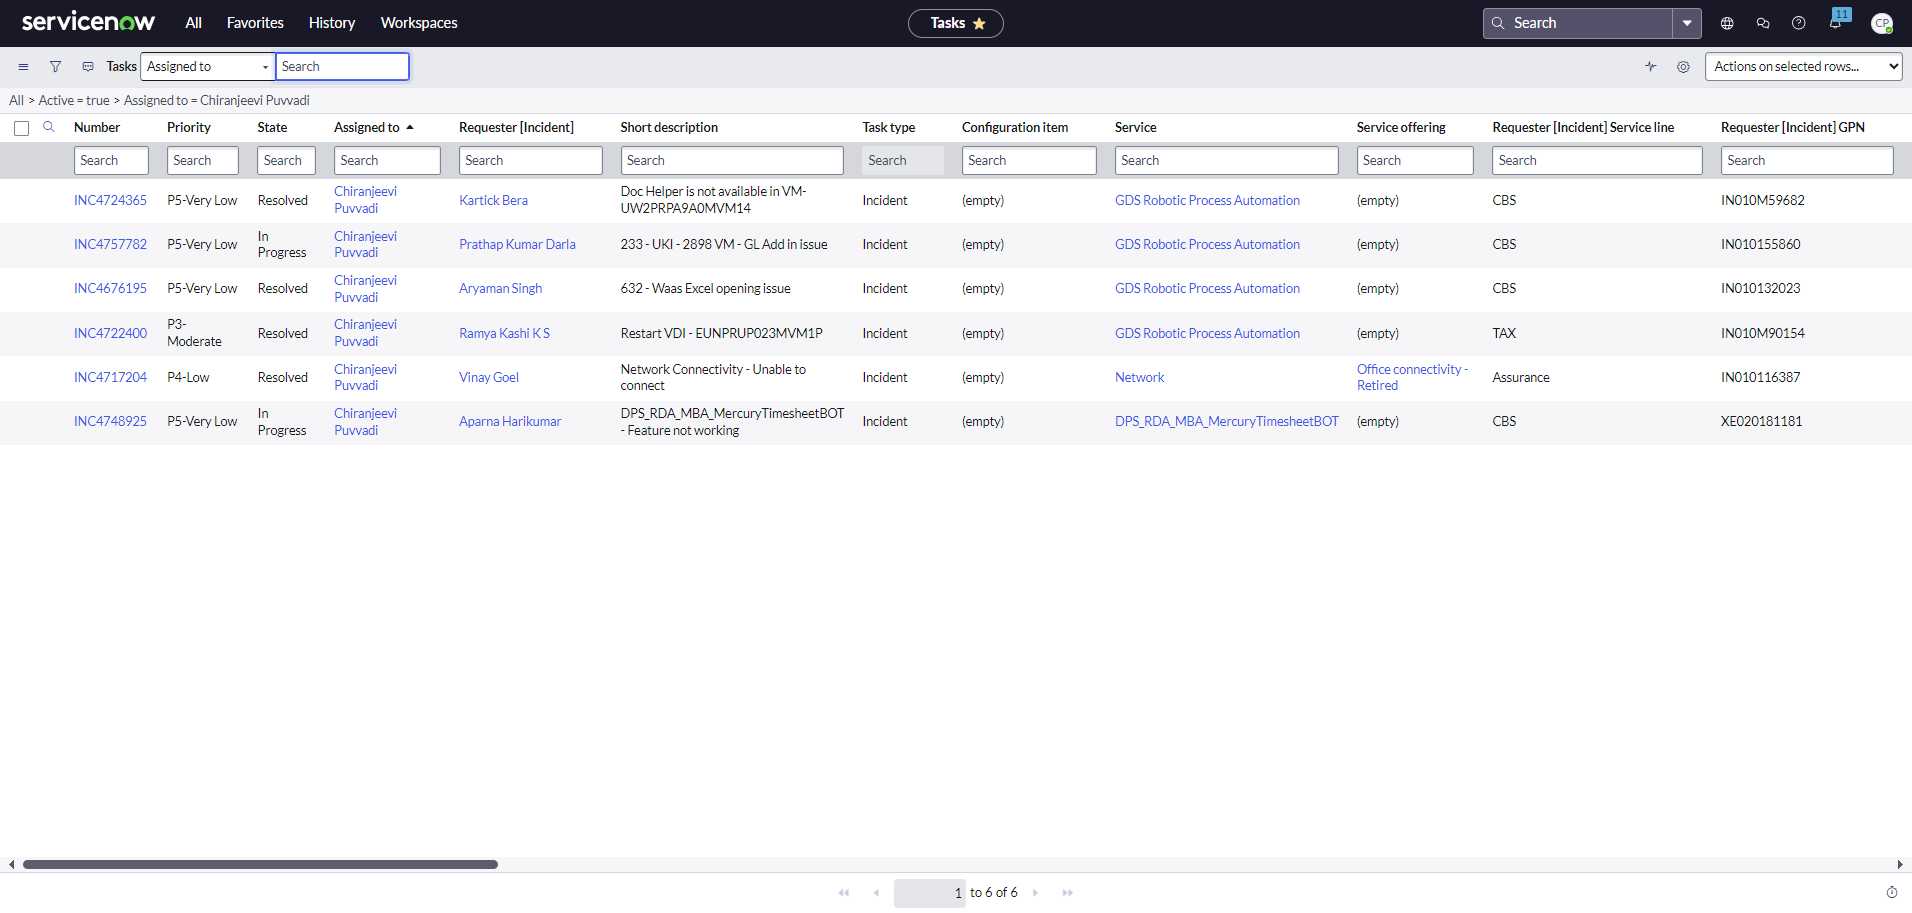 servicenow All Favorites History Workspaces Tasks Search 11 CP
Tasks Assigned to Search Actions on selected rows...
All > Active = true > Assigned to = Chiranjeevi Puvvadi
Number Priority State Assigned to Requester [Incident] Short description Task type Configuration item Service Service offering Requester [Incident] Service line Requester [Incident] GPN
Search Search Search Search Search Search Search Search Search Search Search Search
INC4724365 P5-Very Low Resolved Chiranjeevi Puvvadi Kartick Bera Doc Helper is not available in VM-UW2PRPA9A0MVM14 Incident (empty) GDS Robotic Process Automation (empty) CBS IN010M59682
INC4757782 P5-Very Low In Progress Chiranjeevi Puvvadi Prathap Kumar Darla 233 - UKI - 2898 VM - GL Add in issue Incident (empty) GDS Robotic Process Automation (empty) CBS IN010155860
INC4676195 P5-Very Low Resolved Chiranjeevi Puvvadi Aryaman Singh 632 - Waas Excel opening issue Incident (empty) GDS Robotic Process Automation (empty) CBS IN010132023
INC4722400 P3-Moderate Resolved Chiranjeevi Puvvadi Ramya Kashi K S Restart VDI - EUNPRUP023MVM1P Incident (empty) GDS Robotic Process Automation (empty) TAX IN010M90154
INC4717204 P4-Low Resolved Chiranjeevi Puvvadi Vinay Goel Network Connectivity - Unable to connect Incident (empty) Network Office connectivity - Retired Assurance IN010116387
INC4748925 P5-Very Low In Progress Chiranjeevi Puvvadi Aparna Harikumar DPS_RDA_MBA_MercuryTimesheetBOT - Feature not working Incident (empty) DPS_RDA_MBA_MercuryTimesheetBOT (empty) CBS XE020181181
1 to 6 of 6